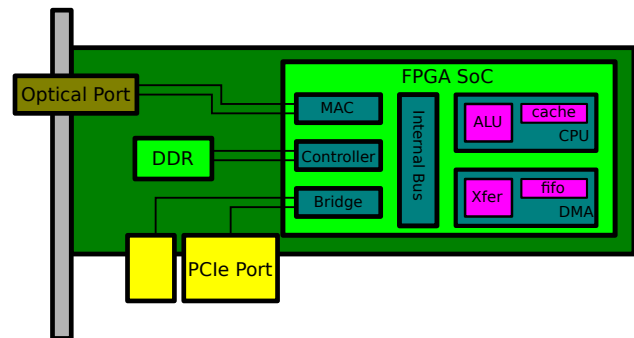 FPGA SoC
Optical Port
MAC
Internal Bus
ALU
cache
CPU
DDR
Controller
Bridge
Xfer
fifo
DMA
PCIe Port